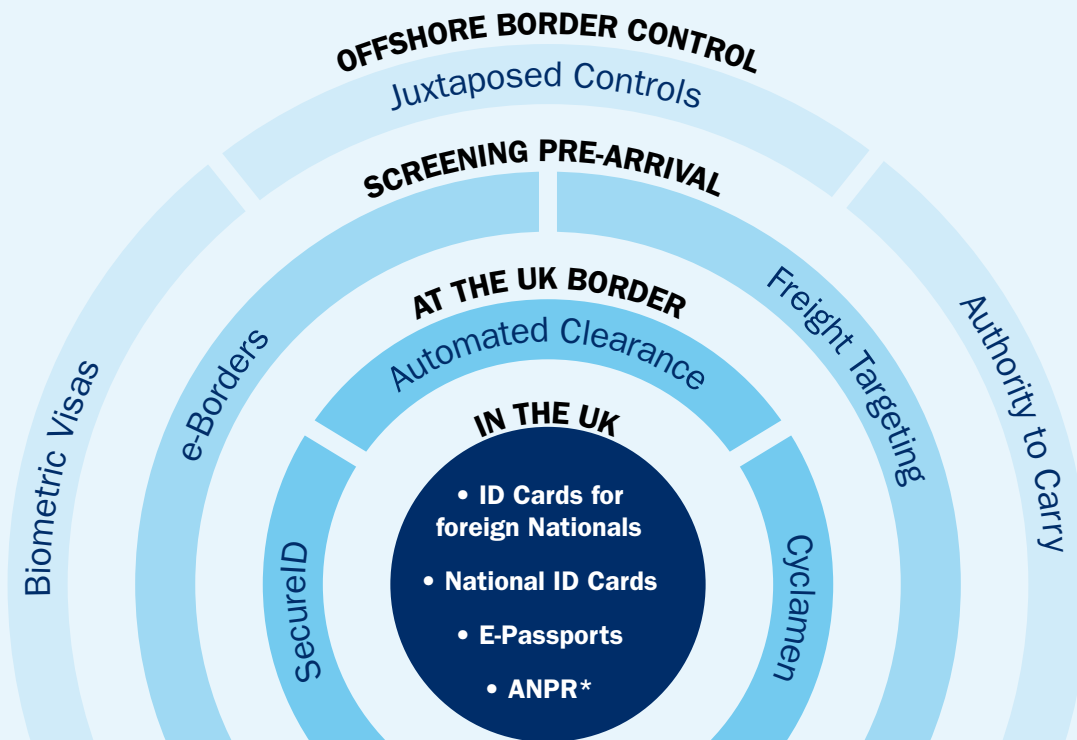 OFFSHORE BORDER CONTROL
Juxtaposed Controls
Biometric Visas
Authority to Carry
SCREENING PRE-ARRIVAL
e-Borders
Freight Targeting
AT THE UK BORDER
Automated Clearance
SecureID
Cyclamen
IN THE UK
• ID Cards for
foreign Nationals
• National ID Cards
• E-Passports
• ANPR*